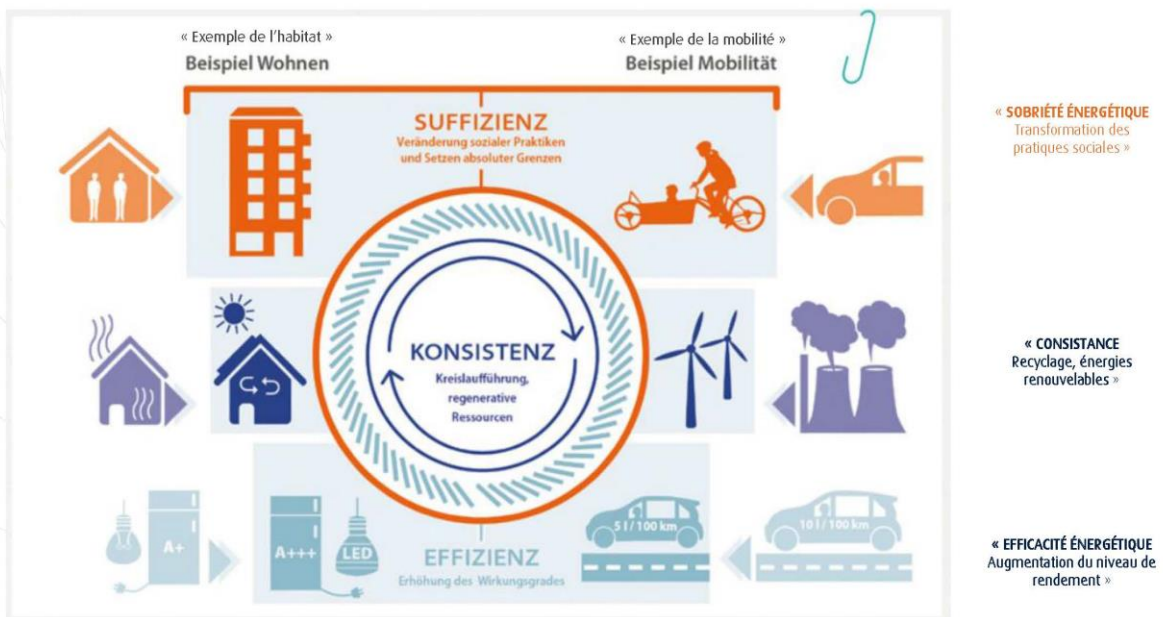 « Exemple de l'habitat »
Beispiel Wohnen
« Exemple de la mobilité »
Beispiel Mobilität
SUFFIZIENZ
Veränderung sozialer Praktiken
und Setzen absoluter Grenzen
« SOBRIÉTÉ ÉNERGÉTIQUE
Transformation des
pratiques sociales »
KONSISTENZ
Kreislaufführung,
regenerative
Ressourcen
« CONSISTANCE
Recyclage, énergies
renouvelables »
A+
A+++
LED
EFFIZIENZ
Erhöhung des Wirkungsgrades
5 l / 100 km
10 l / 100 km
« EFFICACITÉ ÉNERGÉTIQUE
Augmentation du niveau de
rendement »